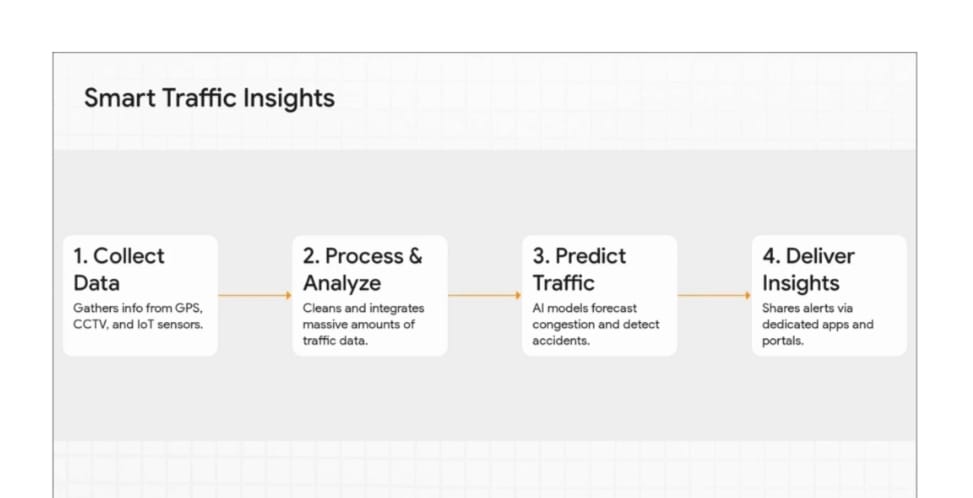 Smart Traffic Insights
1. Collect
Data
Gathers info from GPS,
CCTV, and IoT sensors.
2. Process &
Analyze
Cleans and integrates
massive amounts of
traffic data.
3. Predict
Traffic
AI models forecast
congestion and detect
accidents.
4. Deliver
Insights
Shares alerts via
dedicated apps and
portals.